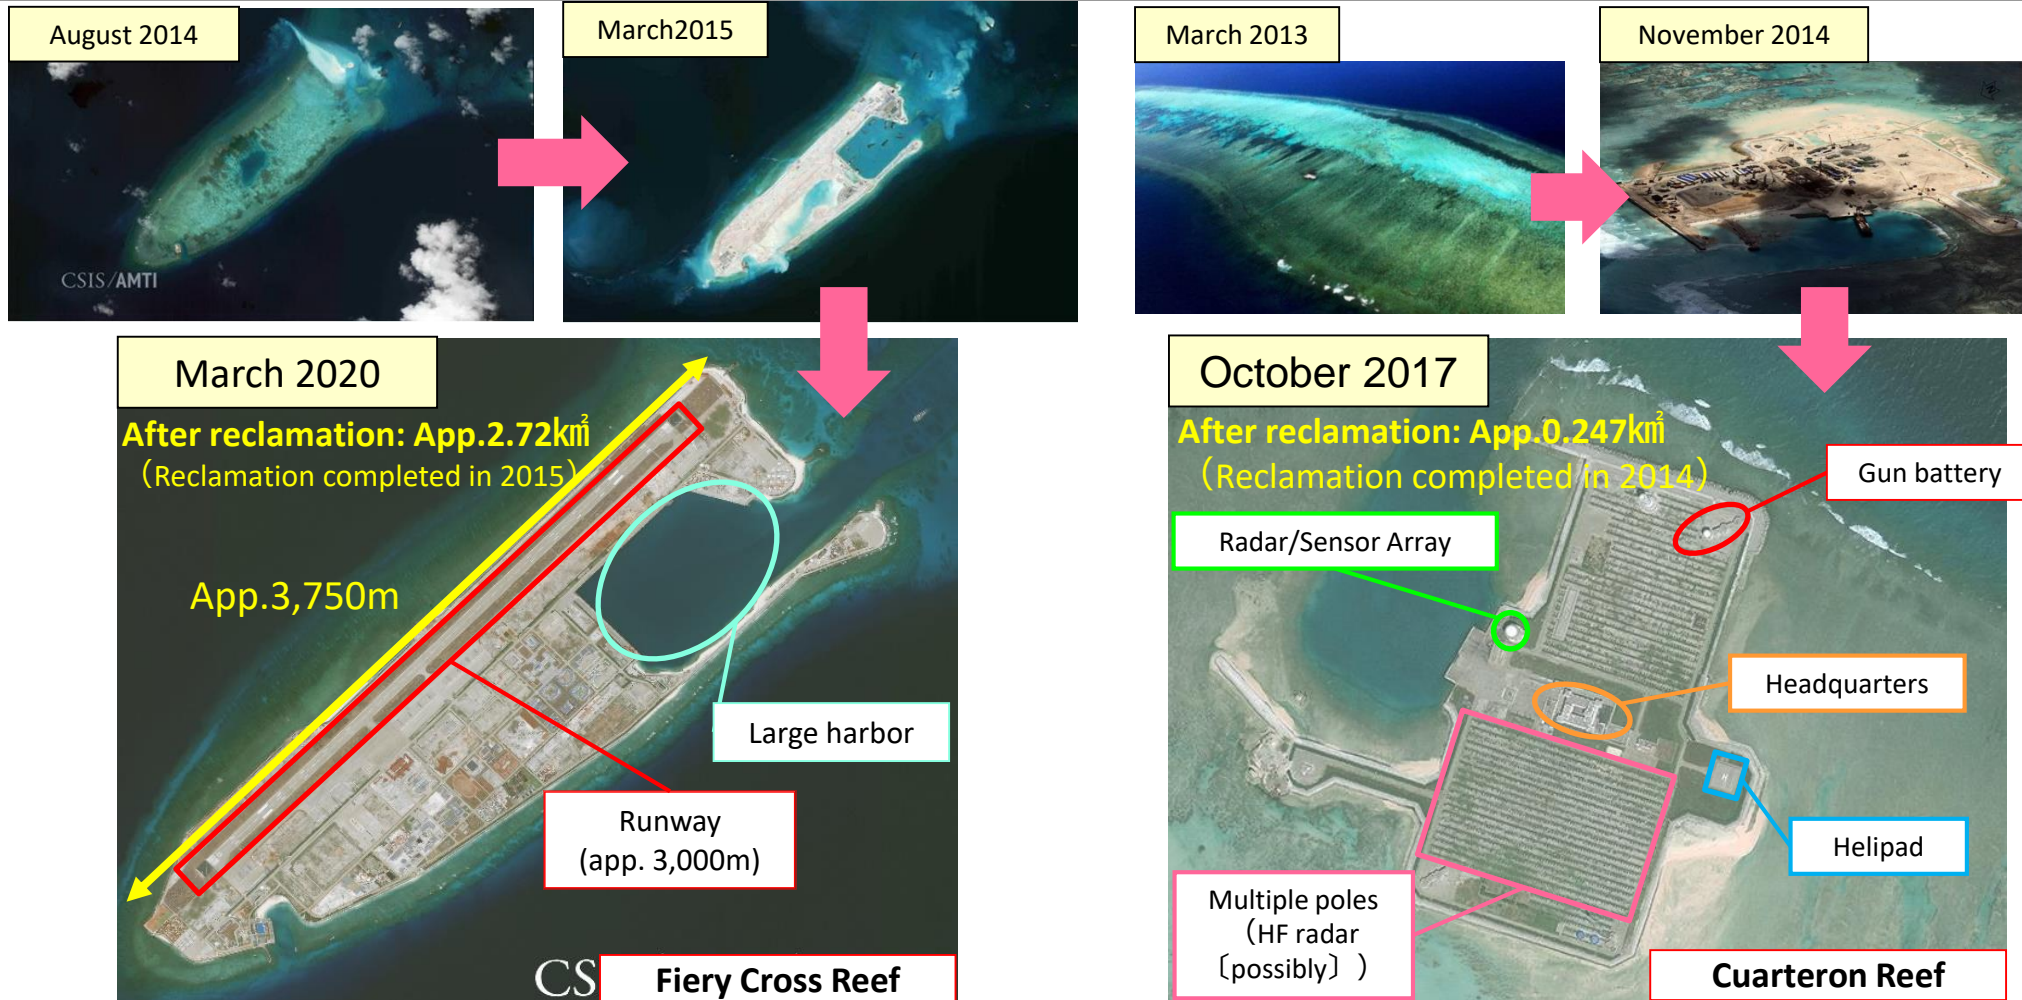 August 2014
March2015
CSIS/AMTI
March 2020
After reclamation: App.2.72㎢
（Reclamation completed in 2015）
App.3,750m
Large harbor
Runway
(app. 3,000m)
CS
Fiery Cross Reef
March 2013
November 2014
October 2017
After reclamation: App.0.247㎢
（Reclamation completed in 2014）
Gun battery
Radar/Sensor Array
Headquarters
Helipad
Multiple poles
（HF radar
〔possibly〕）
H
Cuarteron Reef